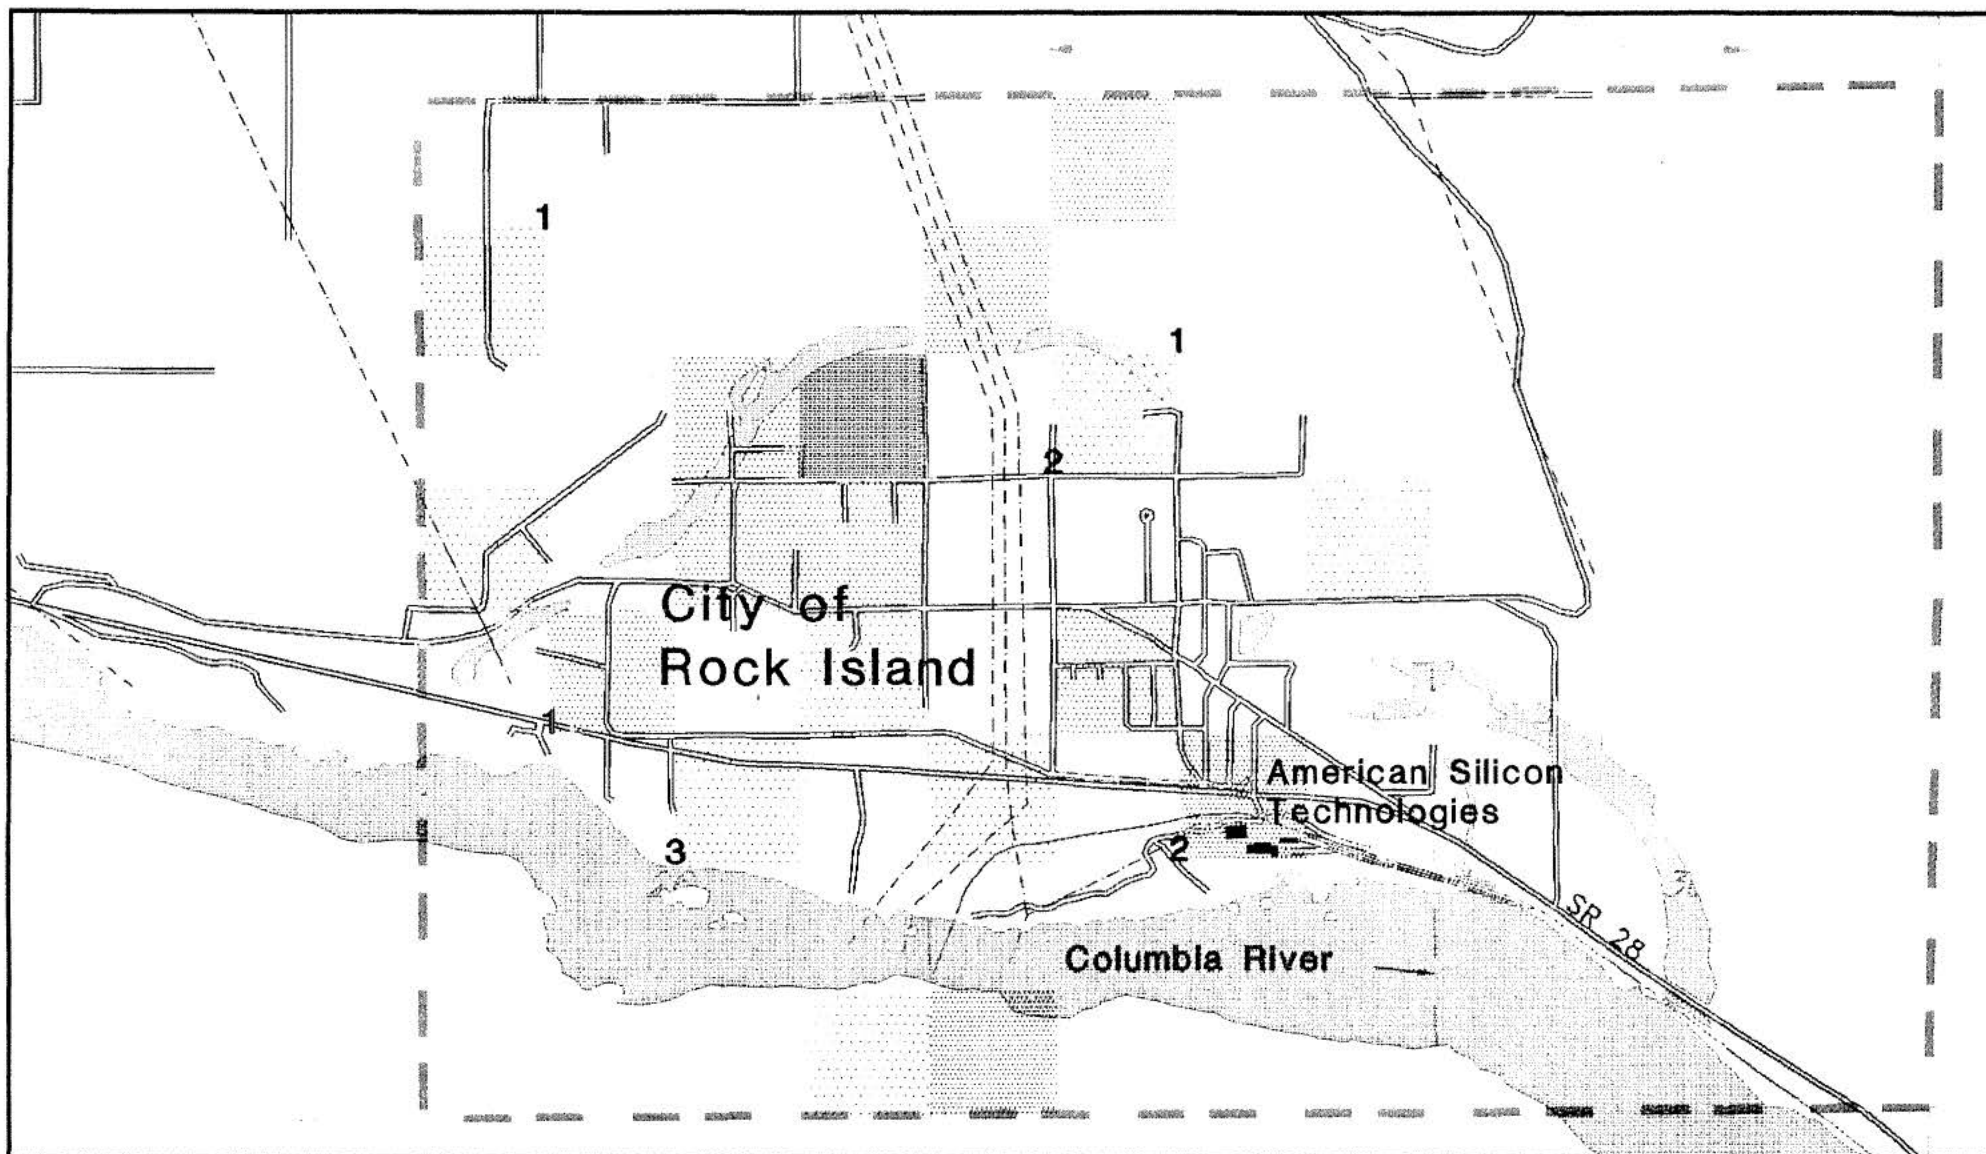 1
1
2
City of
Rock Island
1
American Silicon
Technologies
3
2
SR 28
Columbia River